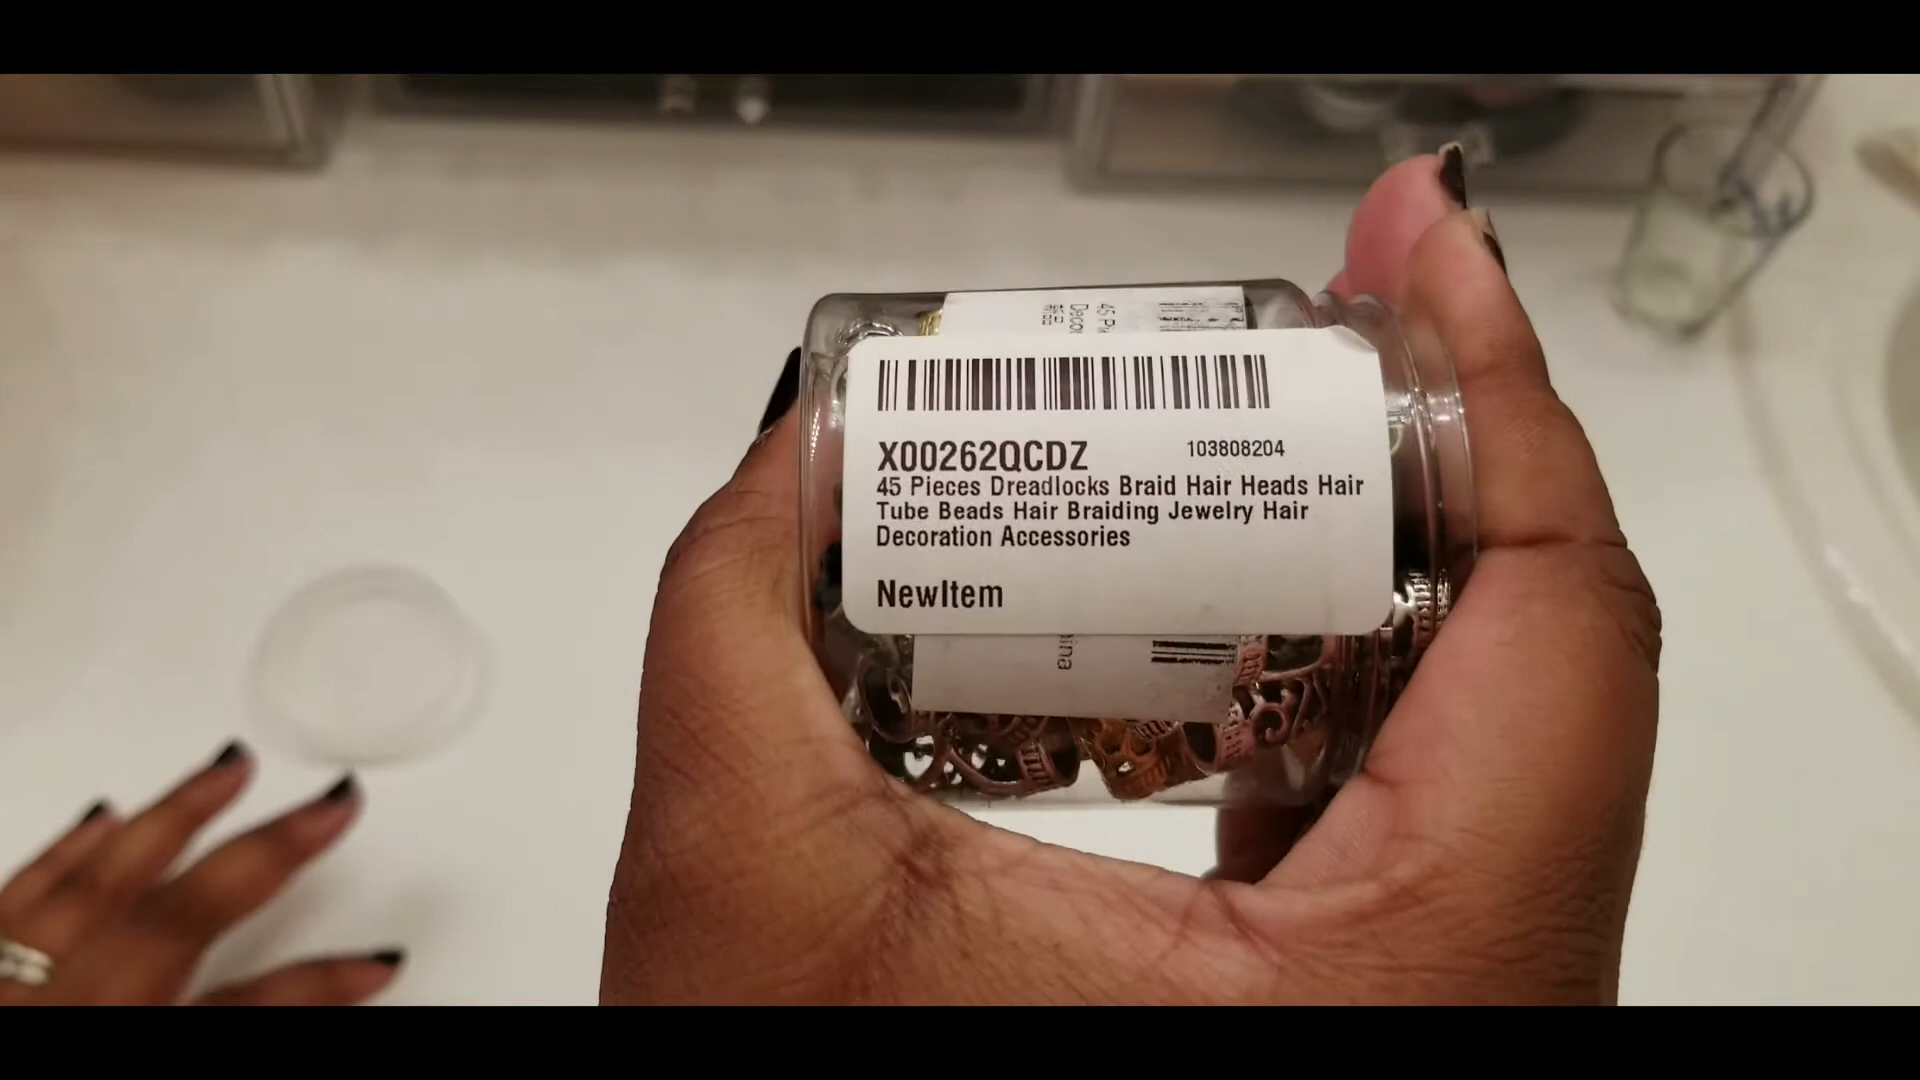 X00262QCDZ 103808204
45 Pieces Dreadlocks Braid Hair Heads Hair
Tube Beads Hair Braiding Jewelry Hair
Decoration Accessories
NewItem